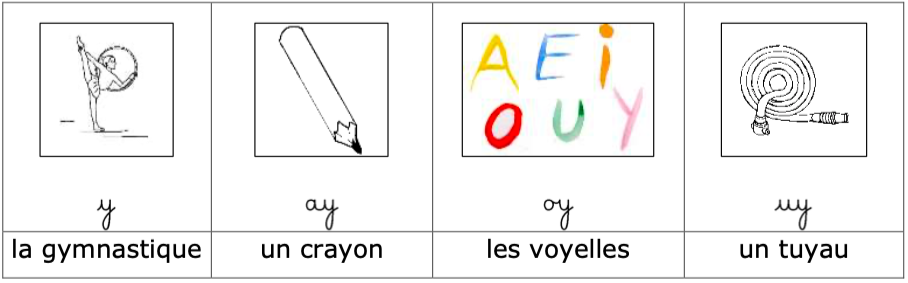 A E i
O U Y
y ay oy uy
la gymnastique un crayon les voyelles un tuyau